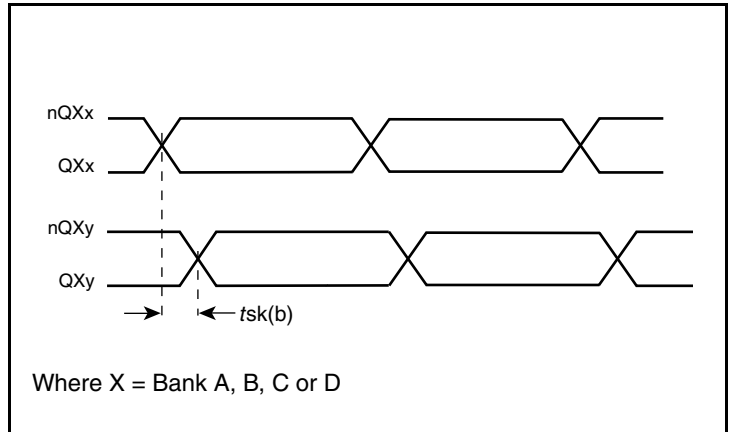 nQXx
QXx
nQXy
QXy
tsk(b)
Where X = Bank A, B, C or D